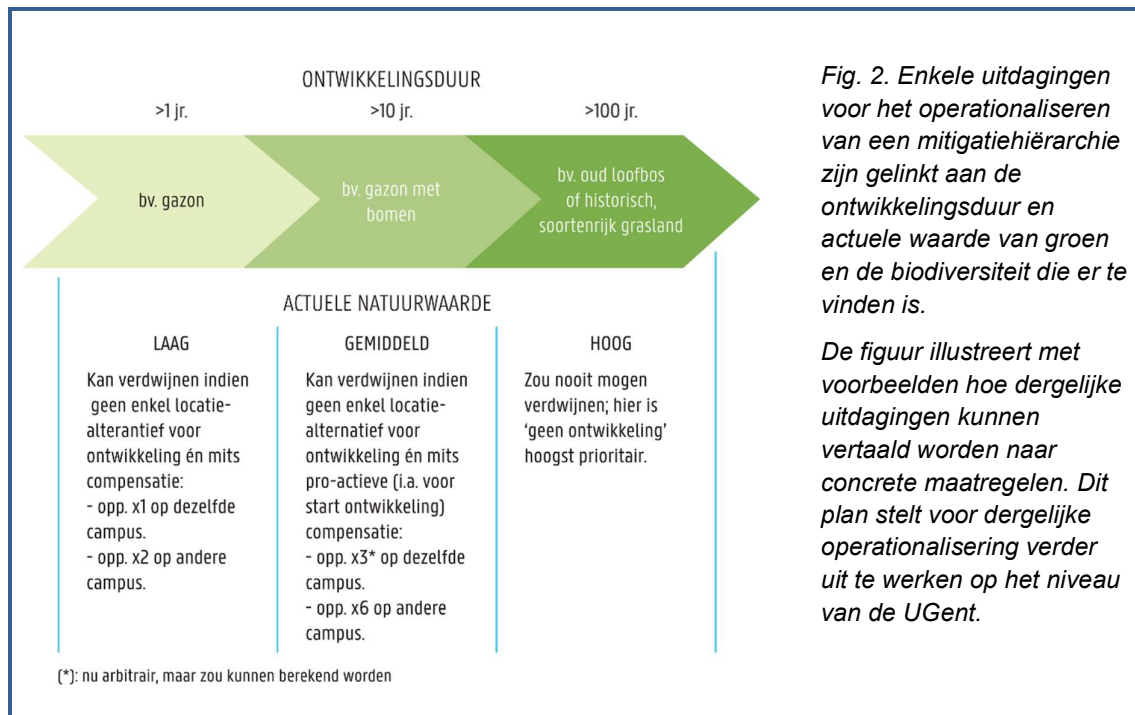 ONTWIKKELINGSDUUR
>1 jr.
>10 jr.
>100 jr.
bv. gazon
bv. gazon met
bomen
bv. oud loofbos
of historisch,
soortenrijk grasland
ACTUELE NATUURWAARDE
LAAG
Kan verdwijnen indien
geen enkel locatie-
alterantief voor
ontwikkeling én mits
compensatie:
- opp. x1 op dezelfde
campus.
- opp. x2 op andere
campus.
GEMIDDELD
Kan verdwijnen indien
geen enkel locatie-
alternatief voor
ontwikkeling én mits
pro-actieve (i.a. voor
start ontwikkeling)
compensatie:
- opp. x3* op dezelfde
campus.
- opp. x6 op andere
campus.
HOOG
Zou nooit mogen
verdwijnen; hier is
‘geen ontwikkeling’
hoogst prioritair.
(*): nu arbitrair, maar zou kunnen berekend worden
Fig. 2. Enkele uitdagingen
voor het operationaliseren
van een mitigatiehiërarchie
zijn gelinkt aan de
ontwikkelingsduur en
actuele waarde van groen
en de biodiversiteit die er te
vinden is.
De figuur illustreert met
voorbeelden hoe dergelijke
uitdagingen kunnen
vertaald worden naar
concrete maatregelen. Dit
plan stelt voor dergelijke
operationalisering verder
uit te werken op het niveau
van de UGent.